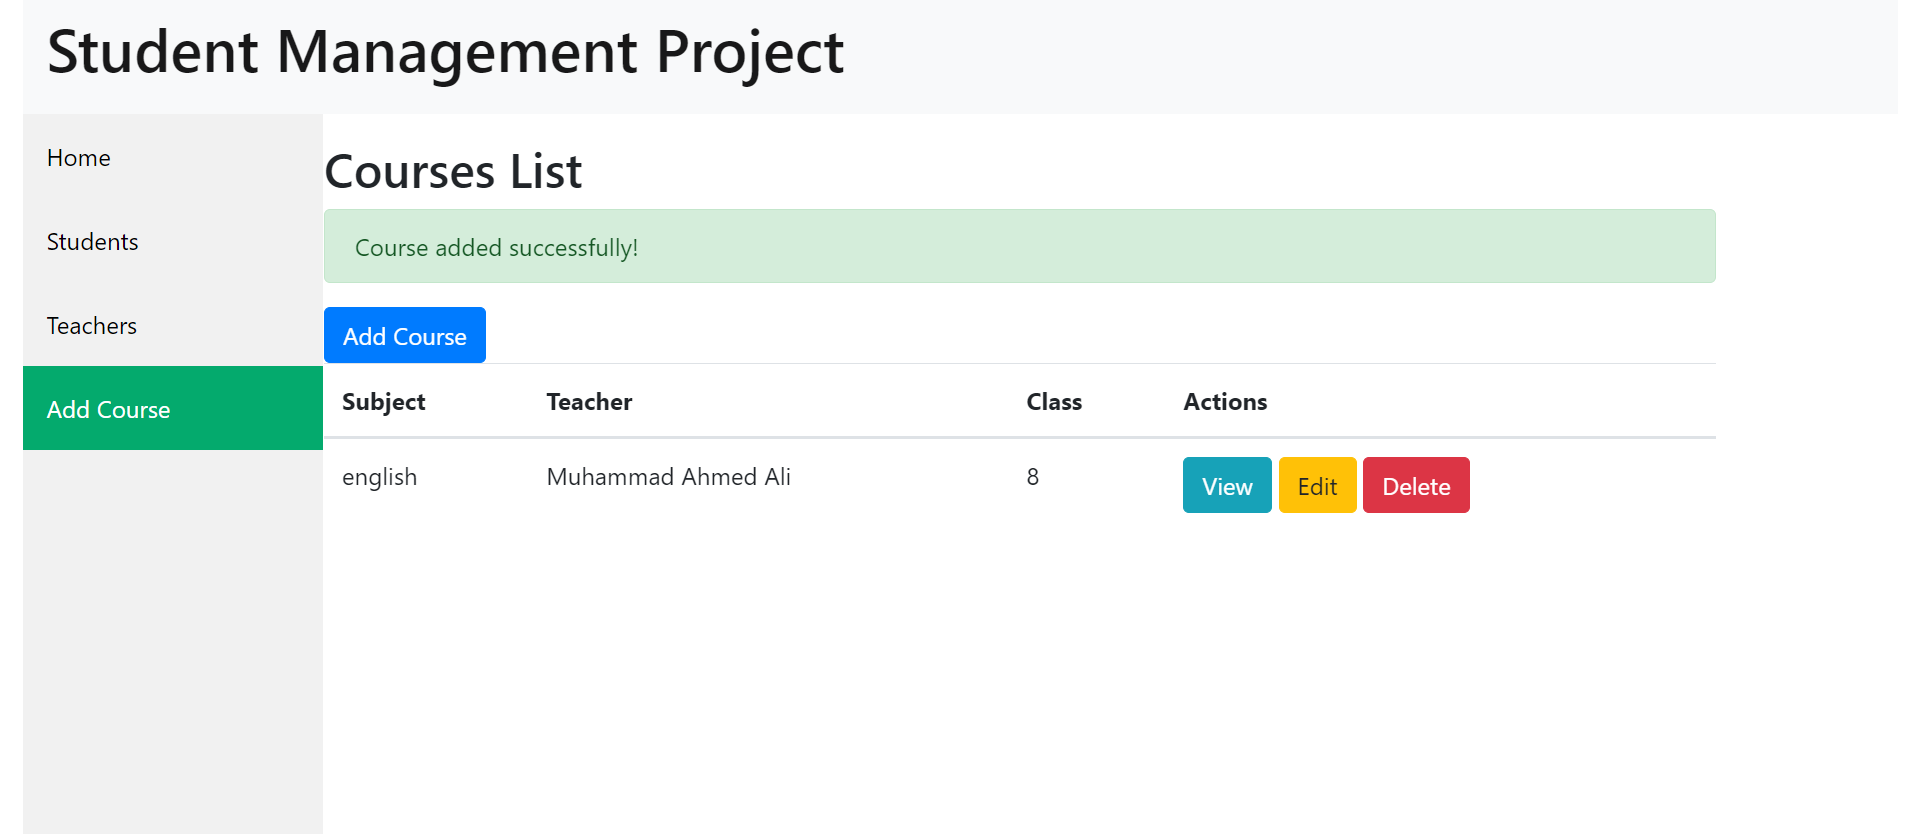 Student Management Project
Home
Students
Teachers
Add Course
Courses List
Course added successfully!
Add Course
Subject Teacher Class Actions
english Muhammad Ahmed Ali 8 View Edit Delete